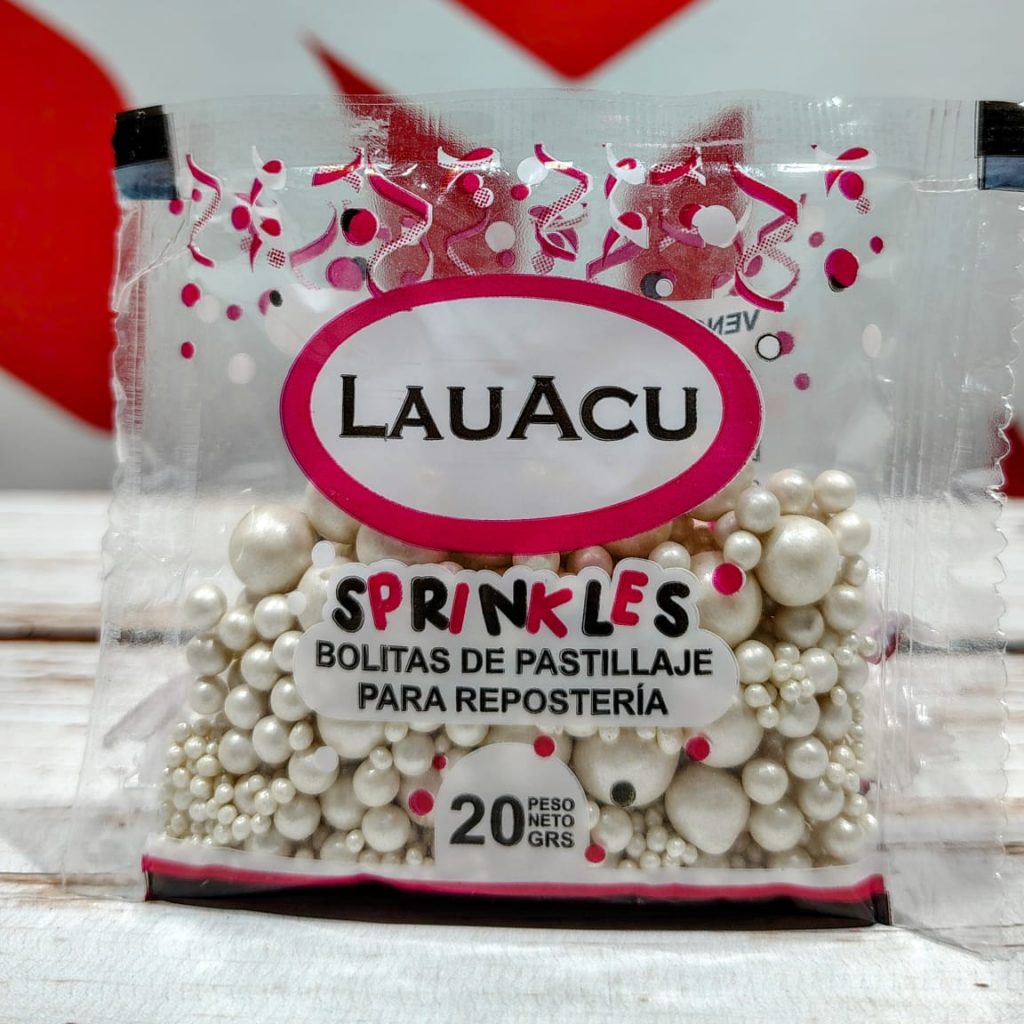 LAUACU
SPRINKLES
BOLITAS DE PASTILLAJE
PARA REPOSTERÍA
20 PESO
NETO
GRS